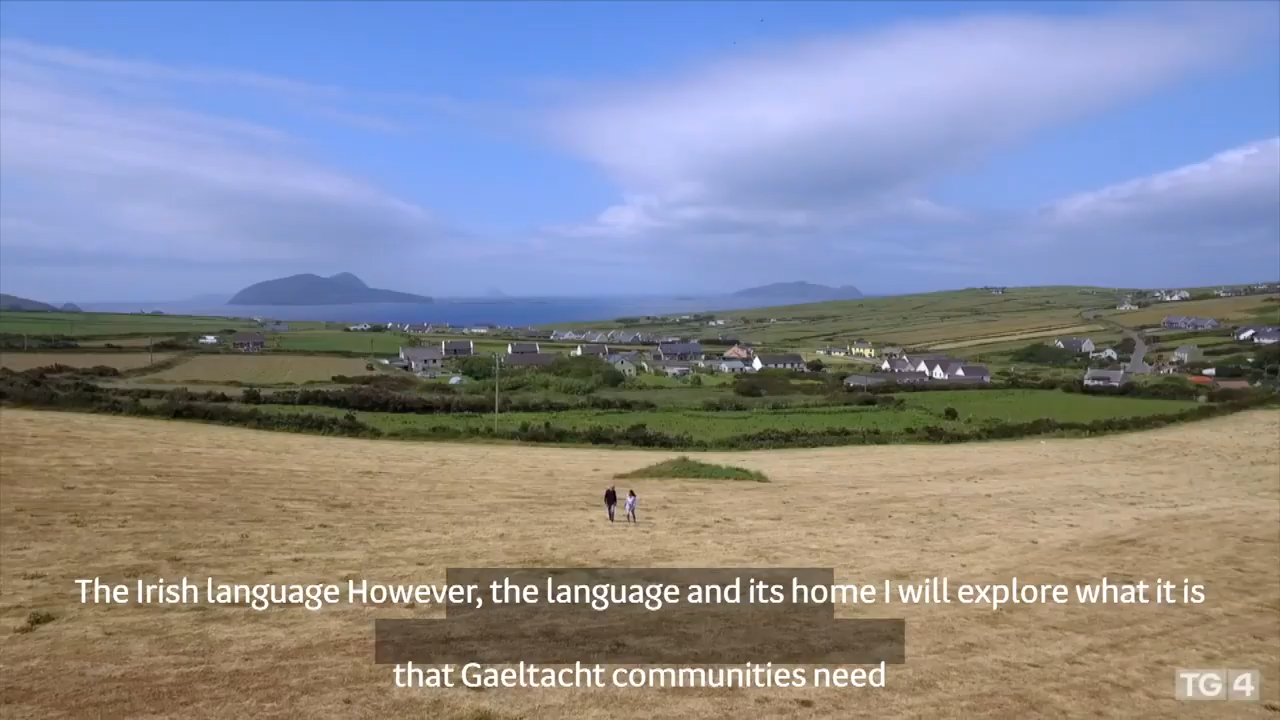 The Irish language However, the language and its home I will explore what it is
that Gaeltacht communities need
TG4